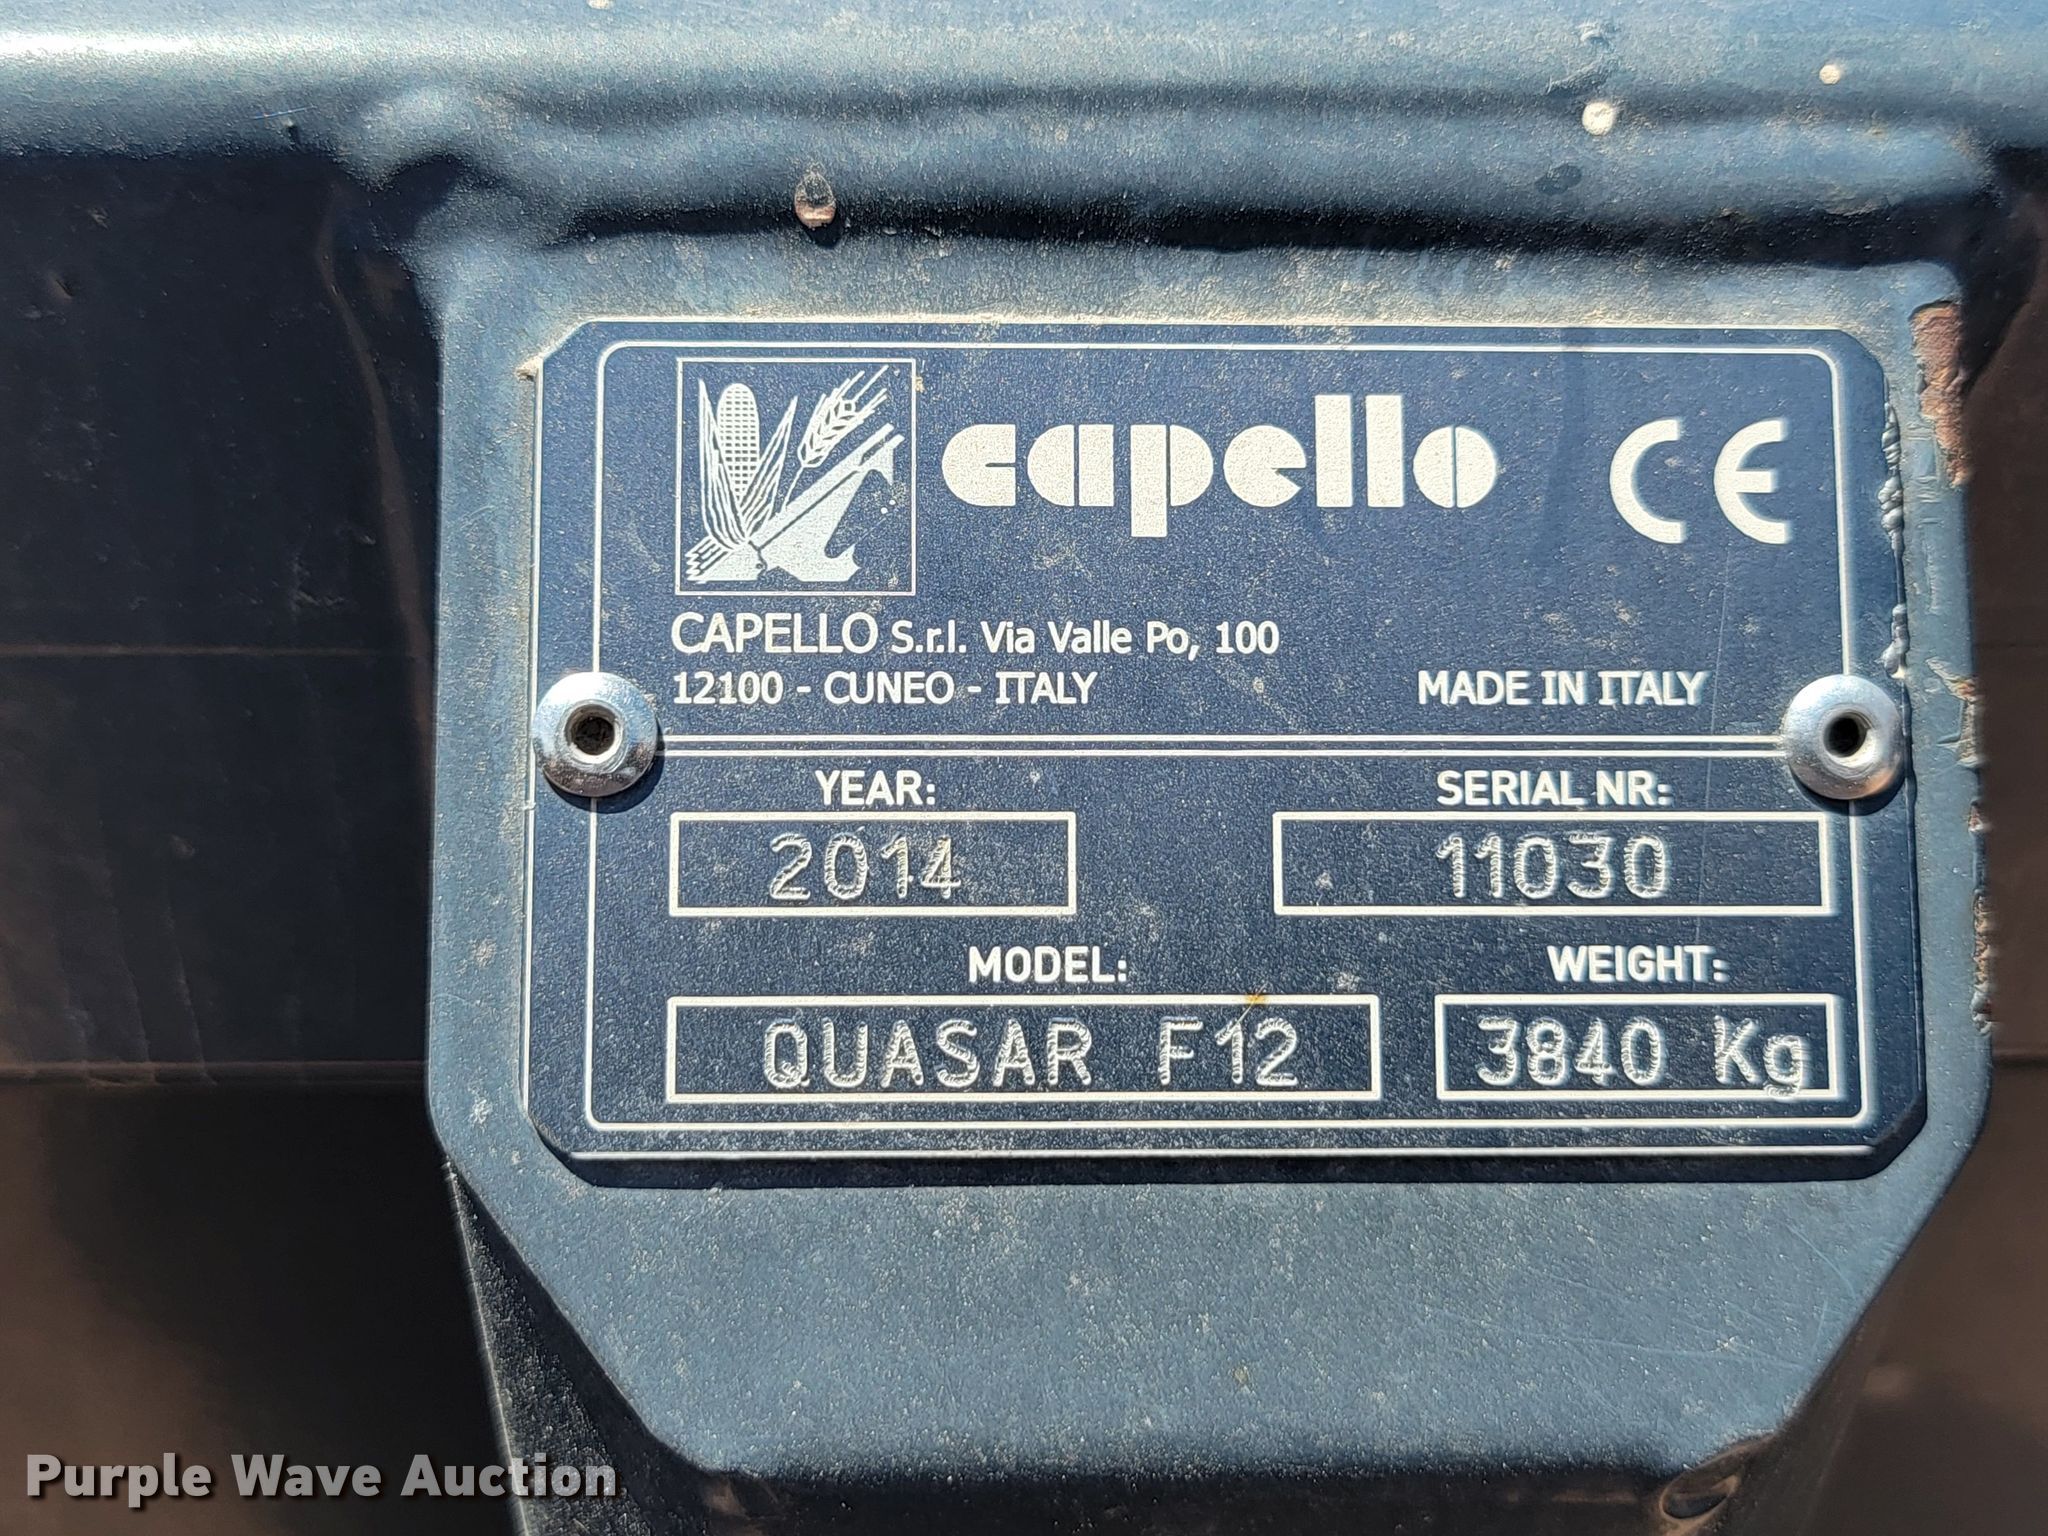 capello CE
CAPELLO S.r.l. Via Valle Po, 100
12100 - CUNEO - ITALY MADE IN ITALY
YEAR: SERIAL NR:
2014 11030
MODEL: WEIGHT:
QUASAR F12 3840 Kg
Purple Wave Auction